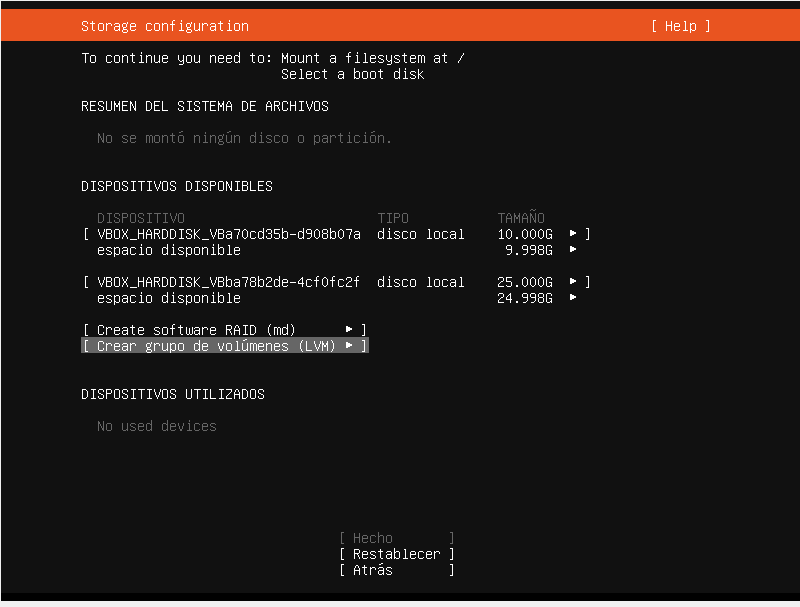 Storage configuration [ Help ]
To continue you need to: Mount a filesystem at /
Select a boot disk
RESUMEN DEL SISTEMA DE ARCHIVOS
No se montó ningún disco o partición.
DISPOSITIVOS DISPONIBLES
DISPOSITIVO TIPO TAMAÑO
[ VBOX_HARDDISK_VBa70cd35b-d908b07a disco local 10.000G ▸ ]
espacio disponible 9.998G ▸
[ VBOX_HARDDISK_VBba78b2de-4cf0fc2f disco local 25.000G ▸ ]
espacio disponible 24.998G ▸
[ Create software RAID (md) ▸ ]
[ Crear grupo de volúmenes (LVM) ▸ ]
DISPOSITIVOS UTILIZADOS
No used devices
[ Hecho ]
[ Restablecer ]
[ Atrás ]